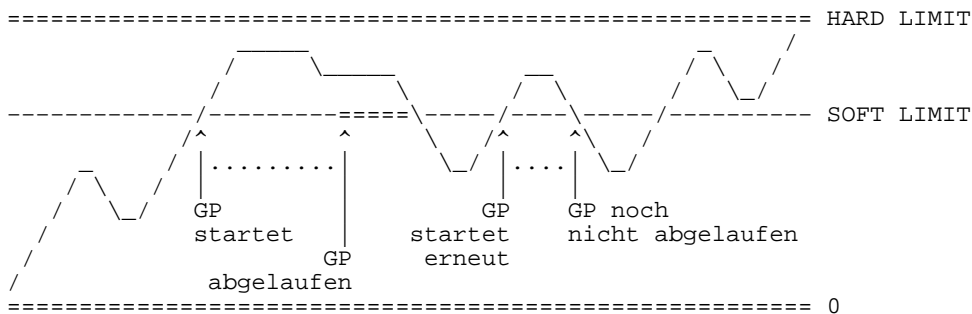 HARD LIMIT
SOFT LIMIT
GP GP GP noch
startet startet nicht abgelaufen
GP erneut
abgelaufen
0